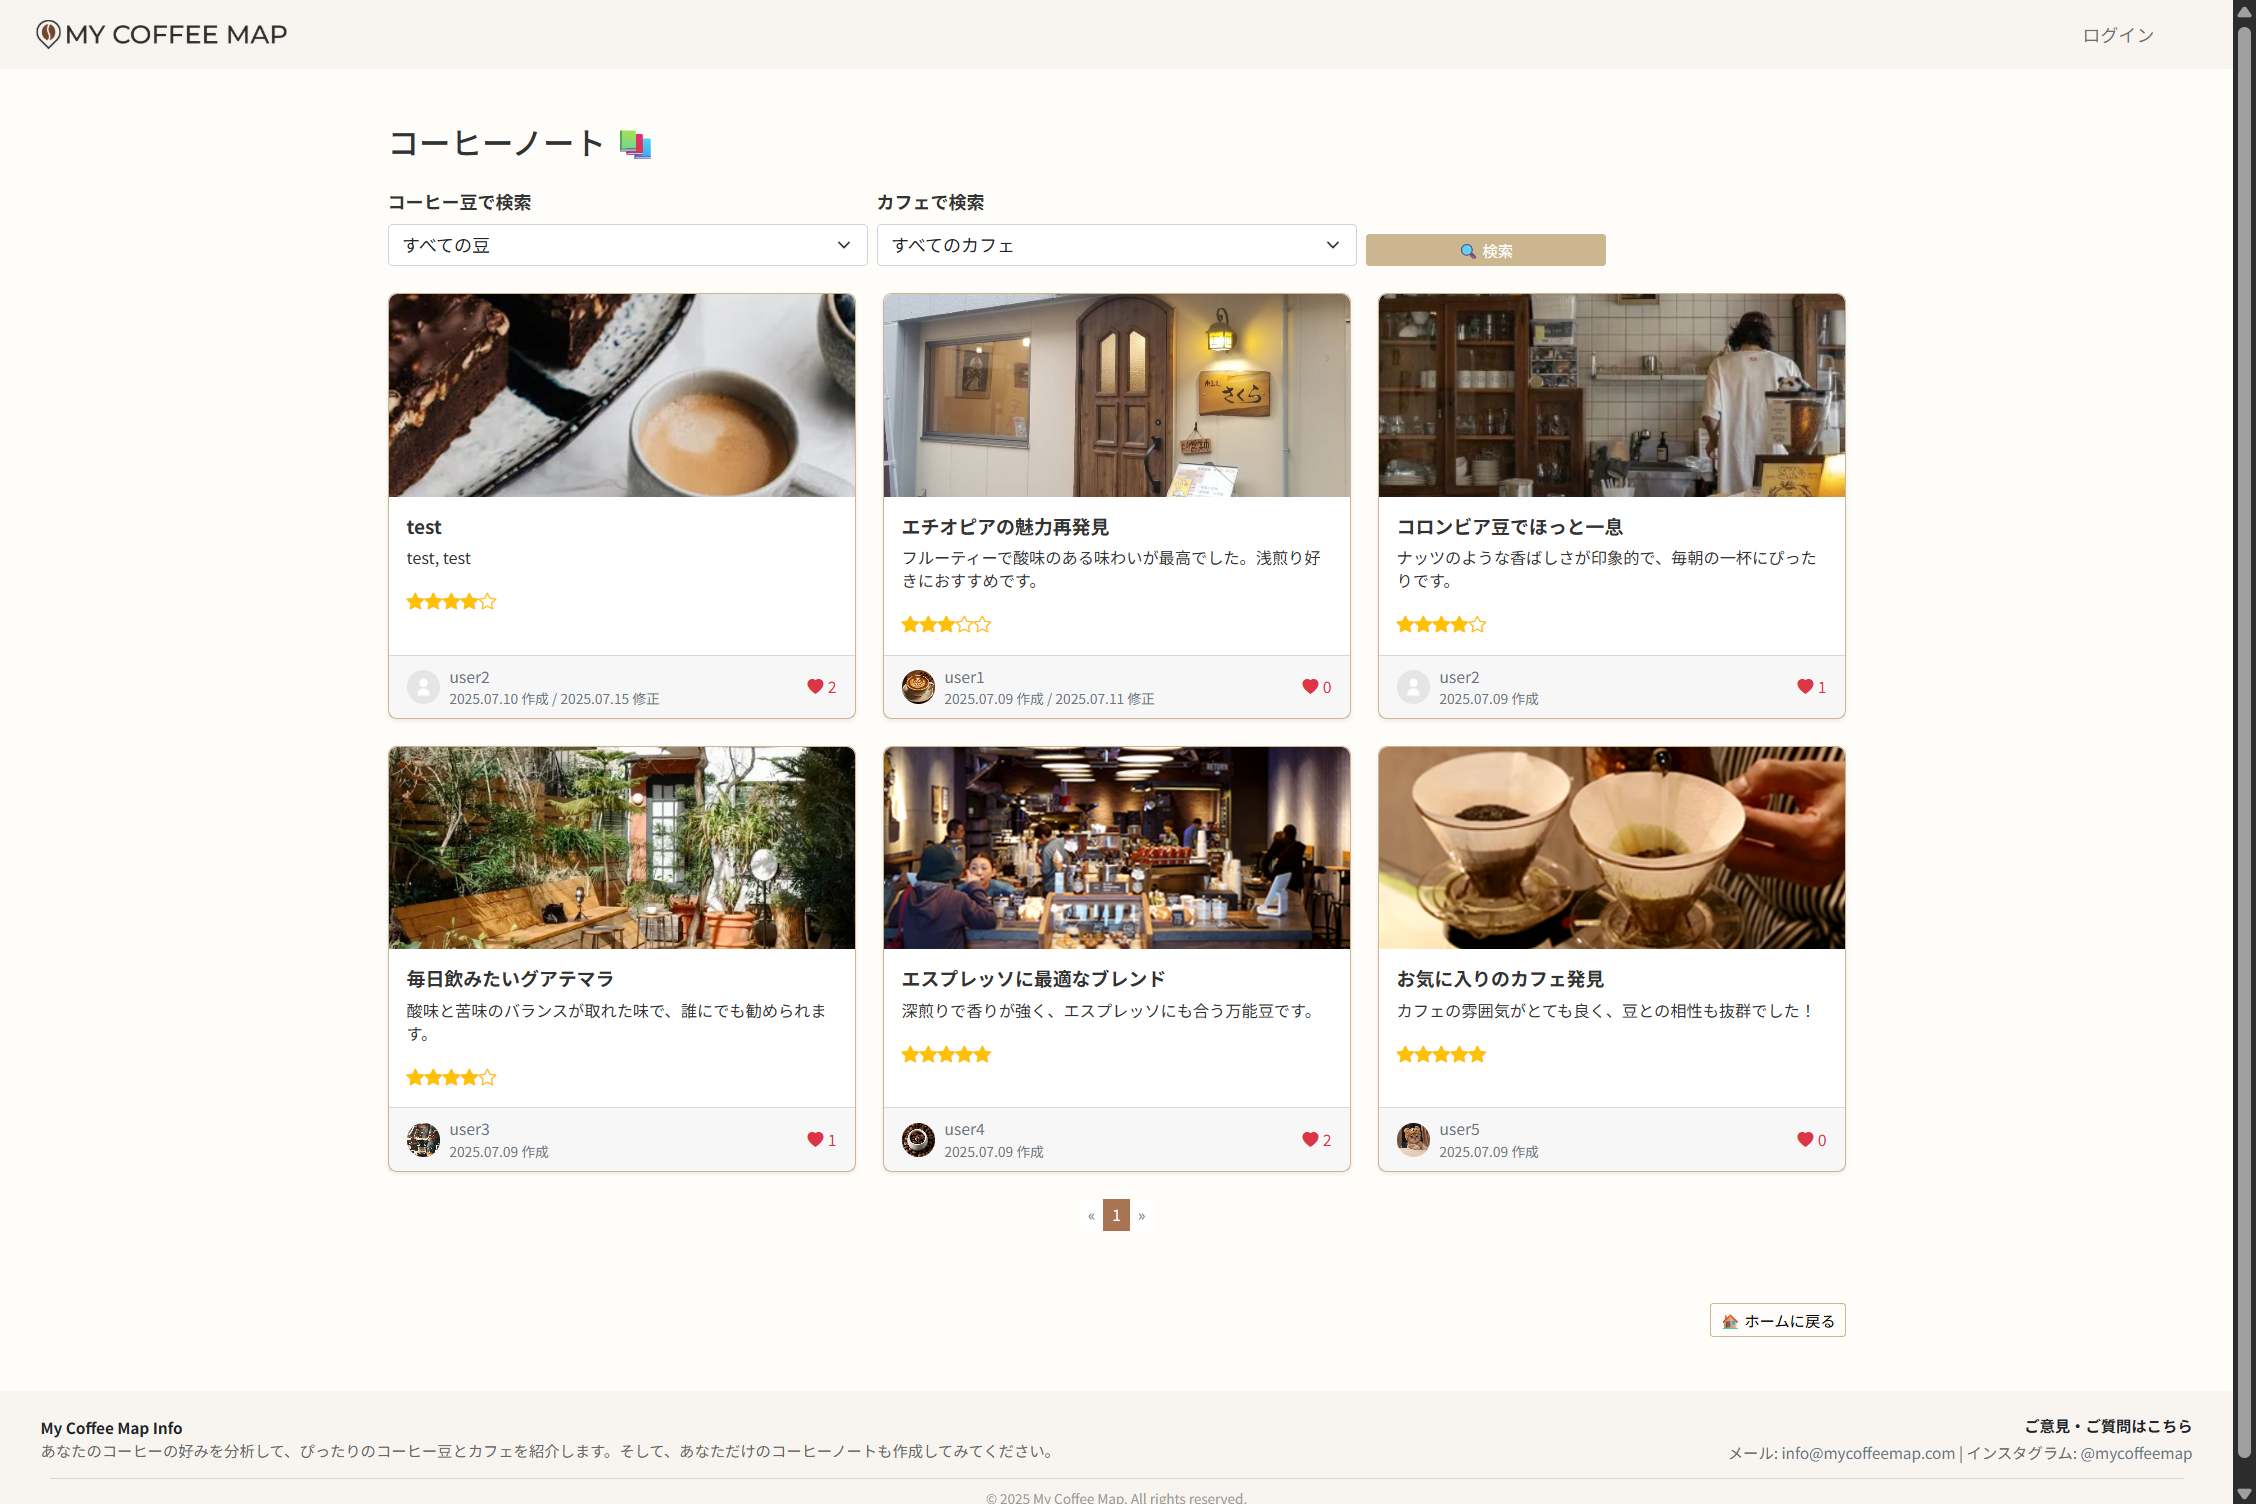 MY COFFEE MAP
ログイン
コーヒーノート
コーヒー豆で検索
カフェで検索
すべての豆
すべてのカフェ
検索
さくら
test
test, test
user2
2025.07.10 作成 / 2025.07.15 修正
2
エチオピアの魅力再発見
フルーティーで酸味のある味わいが最高でした。浅煎り好
きにおすすめです。
user1
2025.07.09 作成 / 2025.07.11 修正
0
コロンビア豆でほっと一息
ナッツのような香ばしさが印象的で、毎朝の一杯にぴった
りです。
user2
2025.07.09 作成
1
毎日飲みたいグアテマラ
酸味と苦味のバランスが取れた味で、誰にでも勧められま
す。
user3
2025.07.09 作成
1
エスプレッソに最適なブレンド
深煎りで香りが強く、エスプレッソにも合う万能豆です。
user4
2025.07.09 作成
2
お気に入りのカフェ発見
カフェの雰囲気がとても良く、豆との相性も抜群でした！
user5
2025.07.09 作成
0
« 1 »
ホームに戻る
My Coffee Map Info
あなたのコーヒーの好みを分析して、ぴったりのコーヒー豆とカフェを紹介します。そして、あなただけのコーヒーノートも作成してみてください。
ご意見・ご質問はこちら
メール: info@mycoffeemap.com | インスタグラム: @mycoffeemap
© 2025 My Coffee Map. All rights reserved.